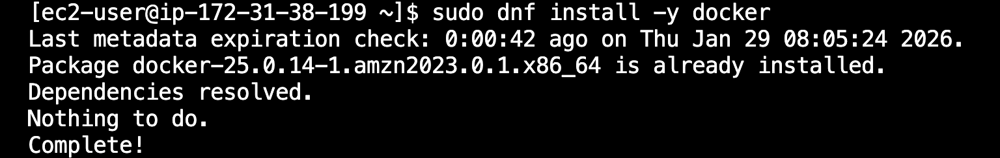 [ec2-user@ip-172-31-38-199 ~]$ sudo dnf install -y docker
Last metadata expiration check: 0:00:42 ago on Thu Jan 29 08:05:24 2026.
Package docker-25.0.14-1.amzn2023.0.1.x86_64 is already installed.
Dependencies resolved.
Nothing to do.
Complete!